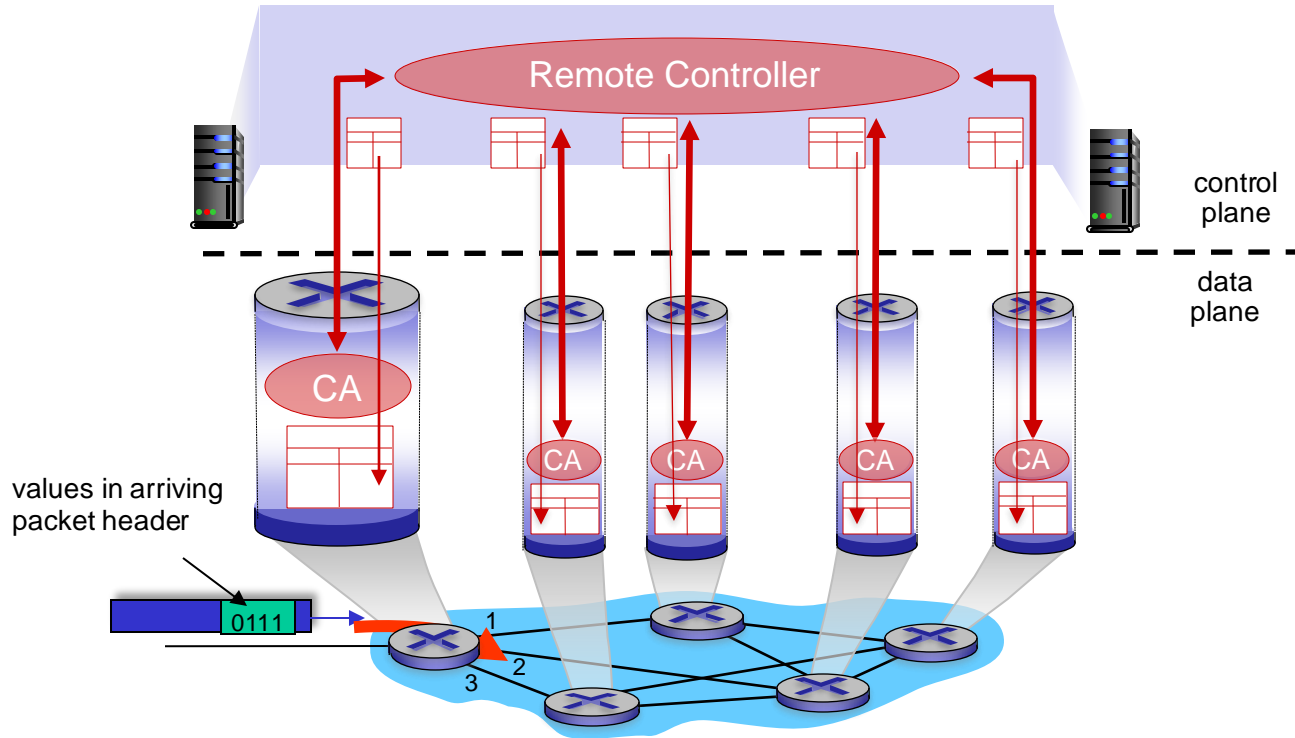 Remote Controller
control
plane
data
plane
CA
CA
CA
CA
CA
values in arriving
packet header
0111
1
2
3